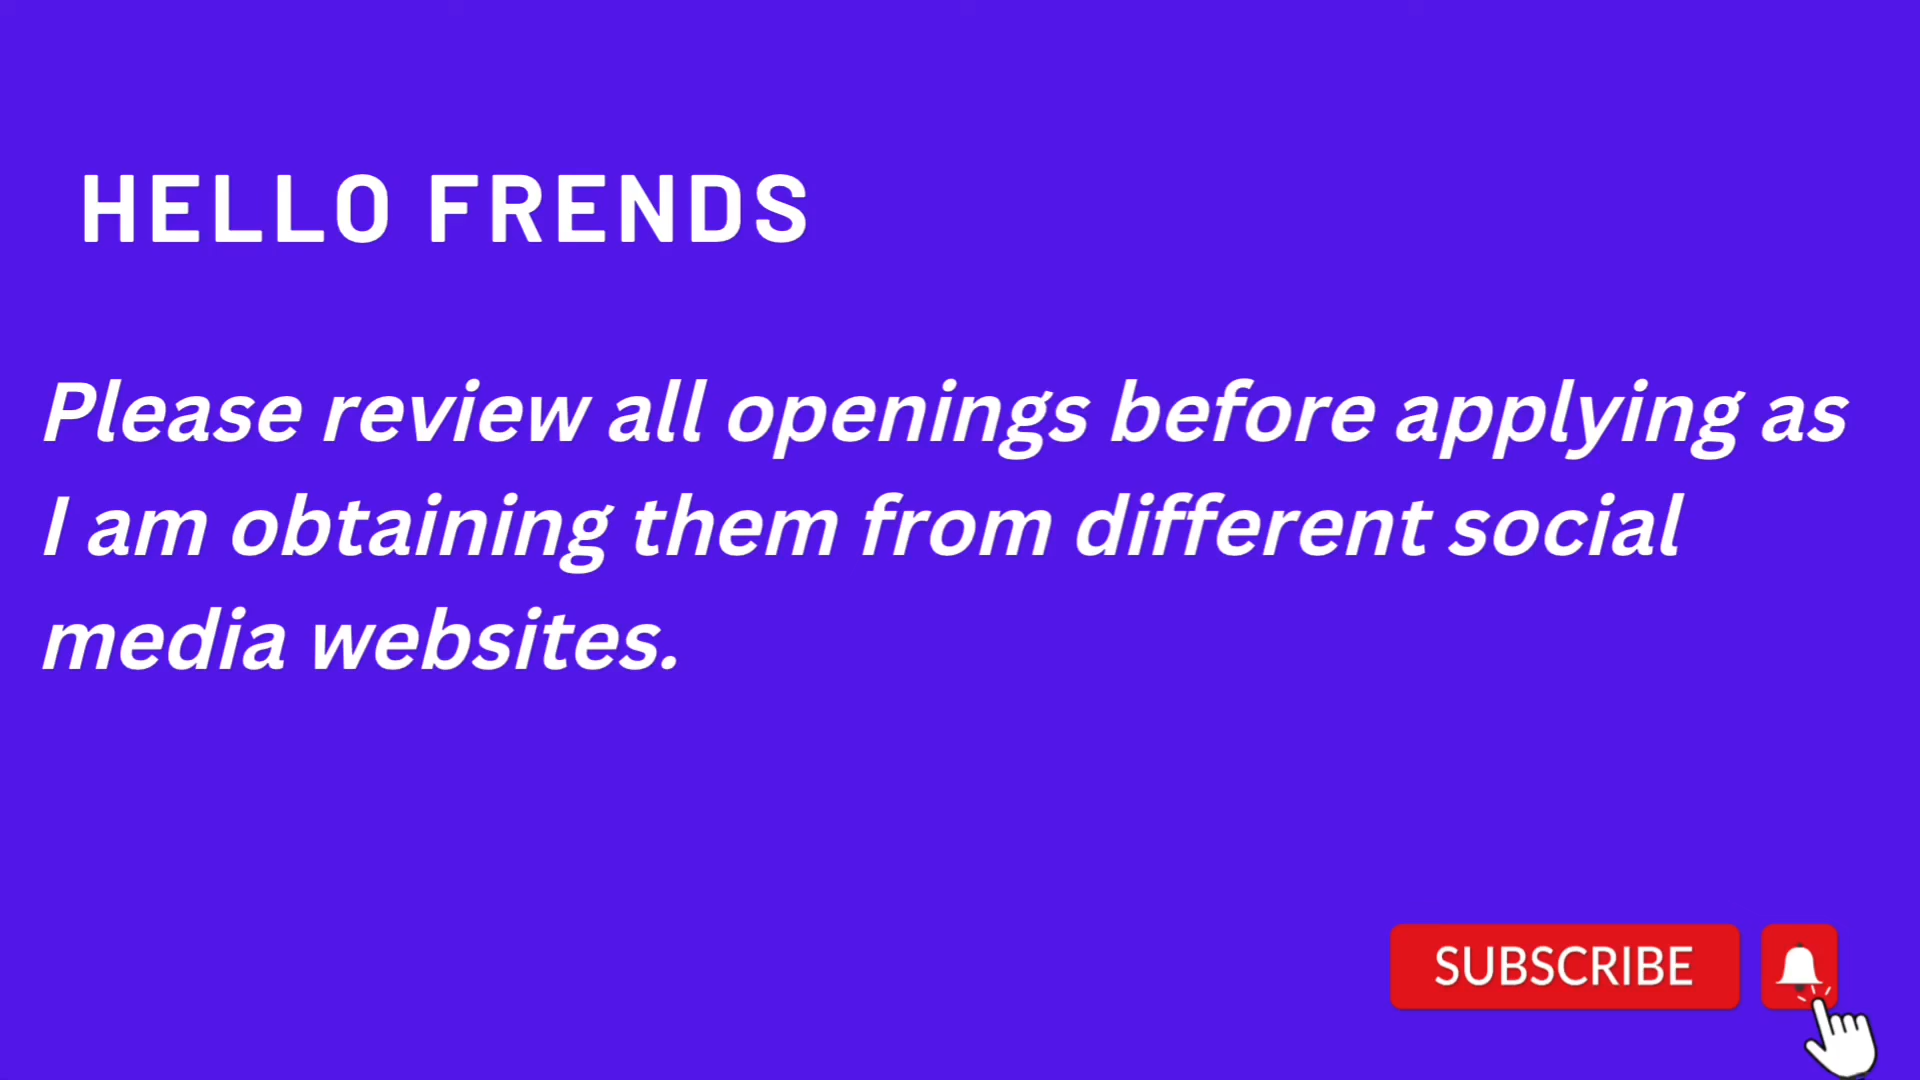 HELLO FRENDS
Please review all openings before applying as
I am obtaining them from different social
media websites.
SUBSCRIBE